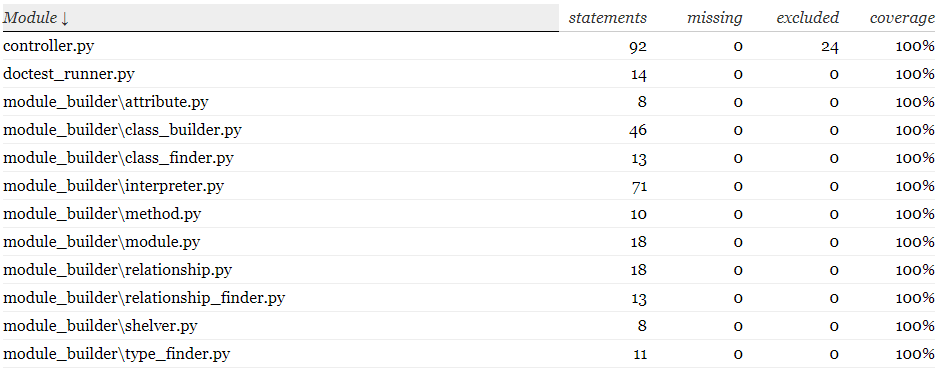 Module ↓ statements missing excluded coverage
controller.py 92 0 24 100%
doctest_runner.py 14 0 0 100%
module_builder\attribute.py 8 0 0 100%
module_builder\class_builder.py 46 0 0 100%
module_builder\class_finder.py 13 0 0 100%
module_builder\interpreter.py 71 0 0 100%
module_builder\method.py 10 0 0 100%
module_builder\module.py 18 0 0 100%
module_builder\relationship.py 18 0 0 100%
module_builder\relationship_finder.py 13 0 0 100%
module_builder\shelver.py 8 0 0 100%
module_builder\type_finder.py 11 0 0 100%